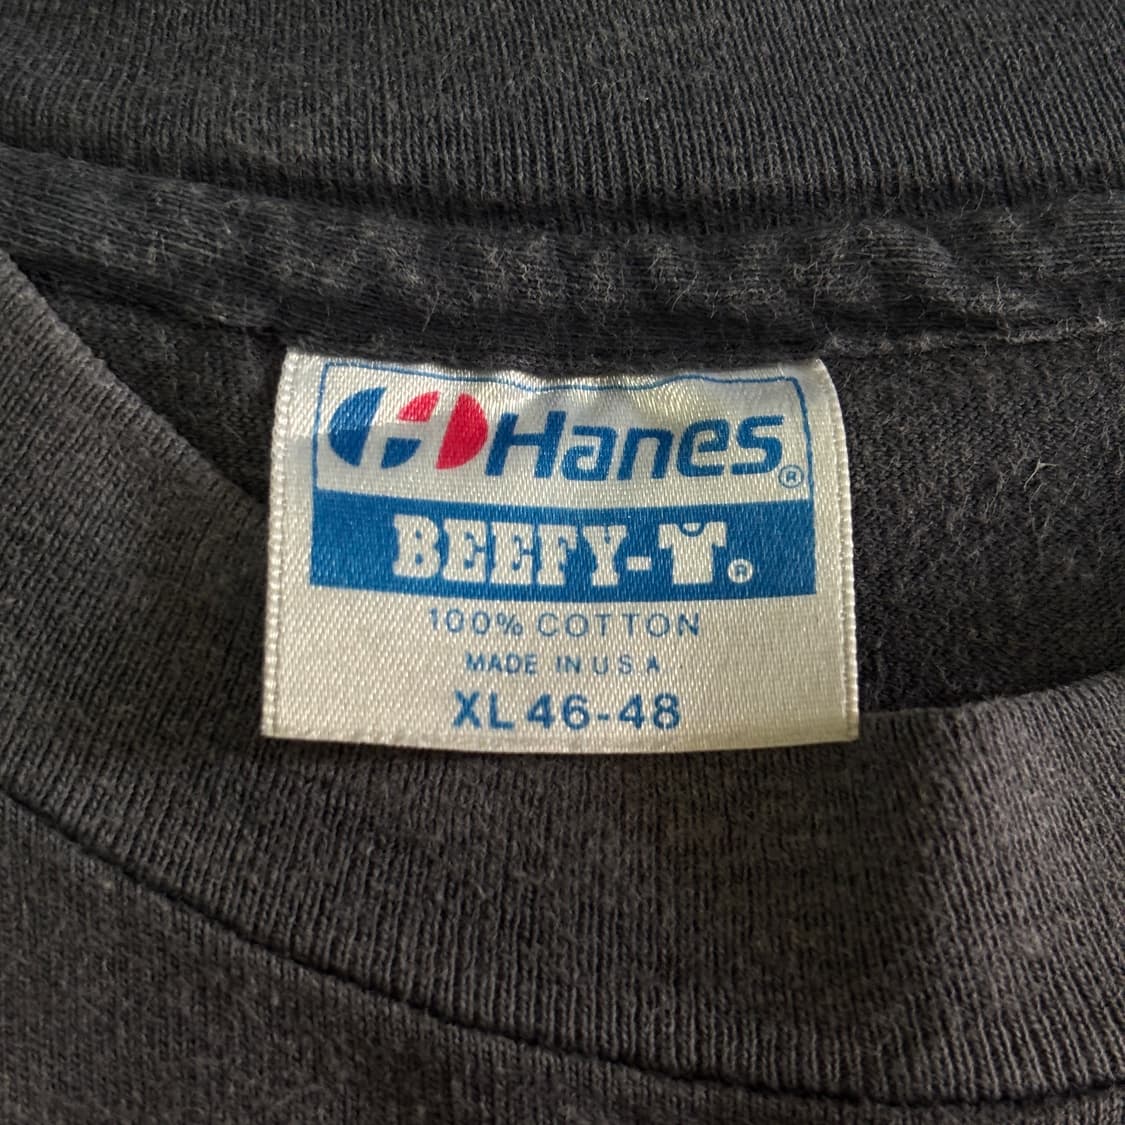 Hanes®
BEEFY-T®
100% COTTON
MADE IN U S A
XL 46-48